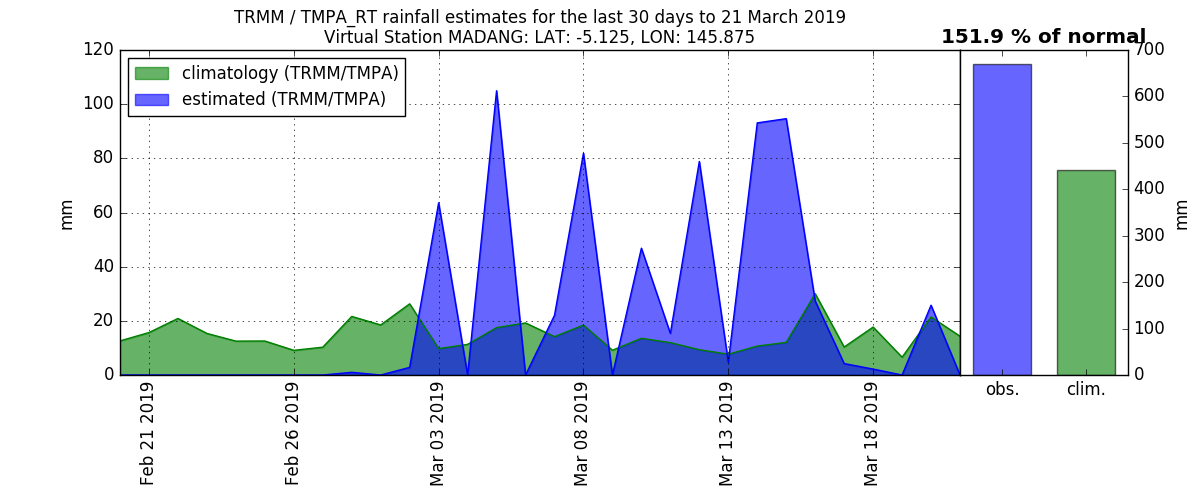 TRMM / TMPA_RT rainfall estimates for the last 30 days to 21 March 2019
Virtual Station MADANG: LAT: -5.125, LON: 145.875
151.9 % of normal
climatology (TRMM/TMPA)
estimated (TRMM/TMPA)
mm
120
100
80
60
40
20
0
Feb 21 2019
Feb 26 2019
Mar 03 2019
Mar 08 2019
Mar 13 2019
Mar 18 2019
obs.
clim.
700
600
500
400
300
200
100
0
mm